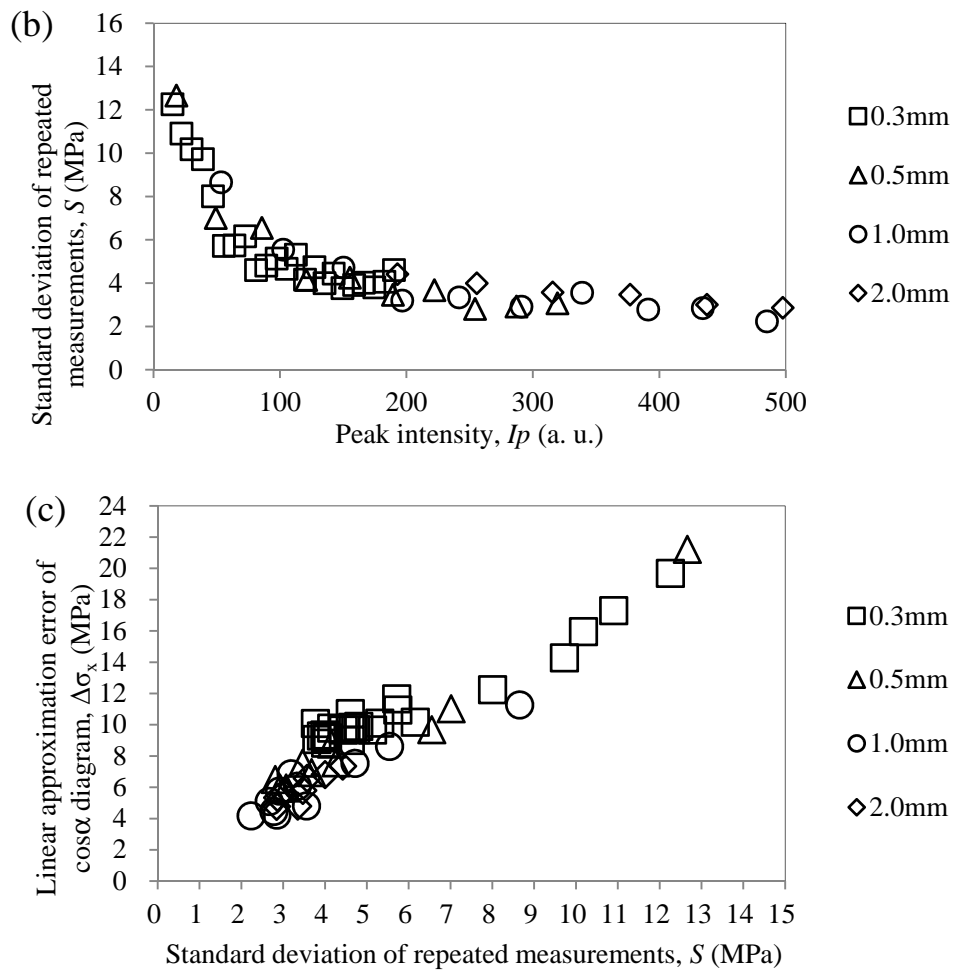 (b)
Standard deviation of repeated
measurements, S (MPa)
16
14
12
10
8
6
4
2
0
0 100 200 300 400 500
Peak intensity, Ip (a. u.)
0.3mm
0.5mm
1.0mm
2.0mm
(c)
Linear approximation error of
cosα diagram, Δσx (MPa)
24
22
20
18
16
14
12
10
8
6
4
2
0
0 1 2 3 4 5 6 7 8 9 10 11 12 13 14 15
Standard deviation of repeated measurements, S (MPa)
0.3mm
0.5mm
1.0mm
2.0mm